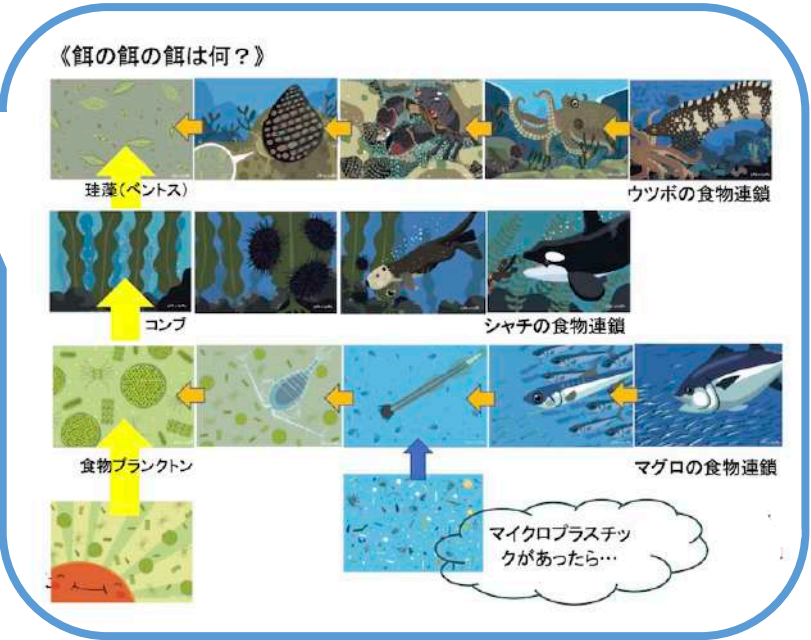 《餌の餌の餌は何？》
珪藻(ベントス)
ウツボの食物連鎖
コンブ
シャチの食物連鎖
食物プランクトン
マグロの食物連鎖
マイクロプラスチッ
クがあったら…